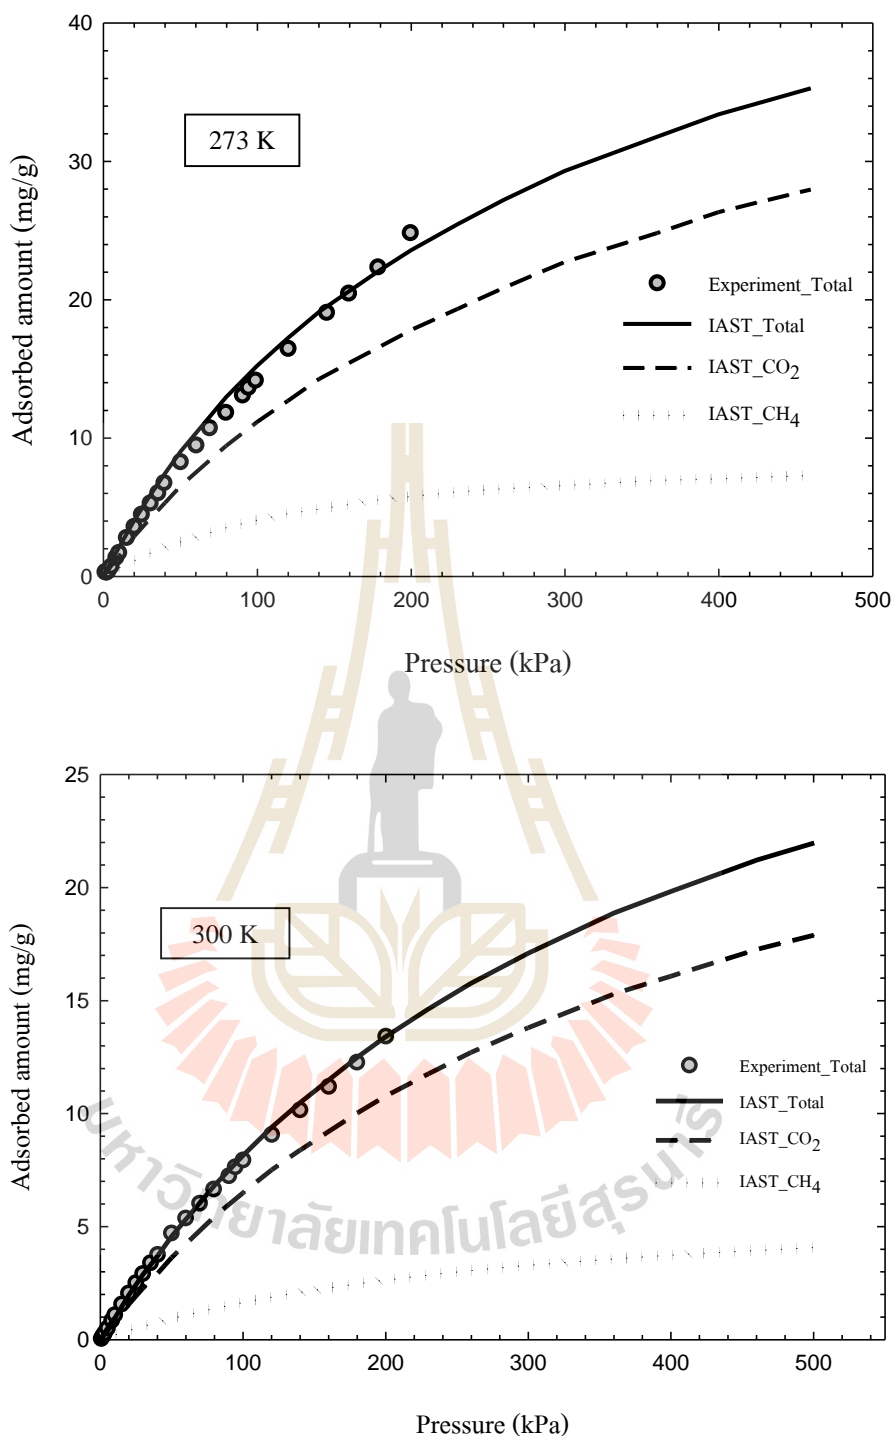 40
30
20
10
0
Adsorbed amount (mg/g)
273 K
Experiment_Total
IAST_Total
IAST_CO2
IAST_CH4
0 100 200 300 400 500
Pressure (kPa)
25
20
15
10
5
0
Adsorbed amount (mg/g)
300 K
Experiment_Total
IAST_Total
IAST_CO2
IAST_CH4
มหาวิทยาลัยเทคโนโลยีสุรนารี
0 100 200 300 400 500
Pressure (kPa)